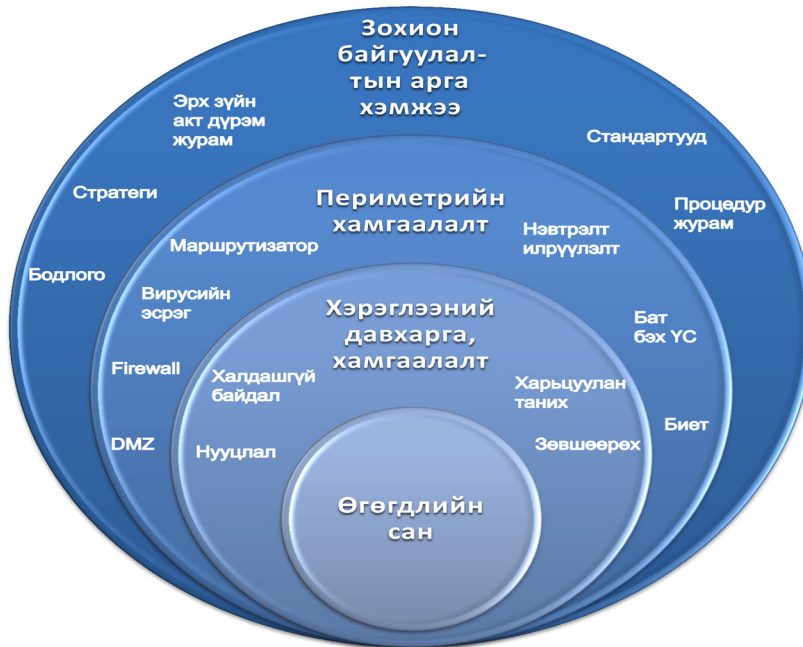 Зохион
байгуулал-
тын арга
хэмжээ
Эрх зүйн
акт дүрэм
журам
Стандартууд
Стратеги
Процедур
журам
Бодлого
Периметрийн
хамгаалалт
Маршрутизатор
Нэвтрэлт
илрүүлэлт
Вирусийн
эсрэг
Бат
бэх ҮС
Firewall
Биет
DMZ
Хэрэглээний
давхарга,
хамгаалалт
Халдашгүй
байдал
Харьцуулан
таних
Нууцлал
Зөвшөөрөх
Өгөгдлийн
сан